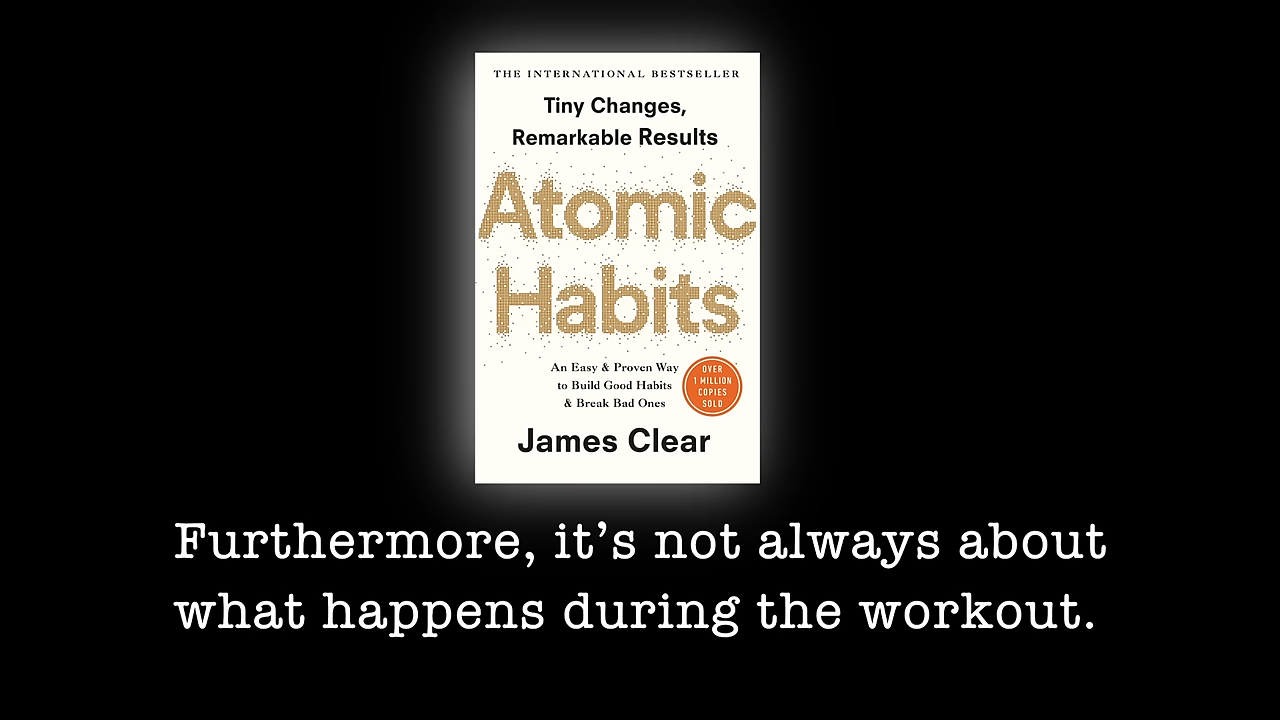 THE INTERNATIONAL BESTSELLER
Tiny Changes,
Remarkable Results
Atomic
Habits
An Easy & Proven Way
to Build Good Habits
& Break Bad Ones
OVER
1 MILLION
COPIES
SOLD
James Clear
Furthermore, it’s not always about
what happens during the workout.